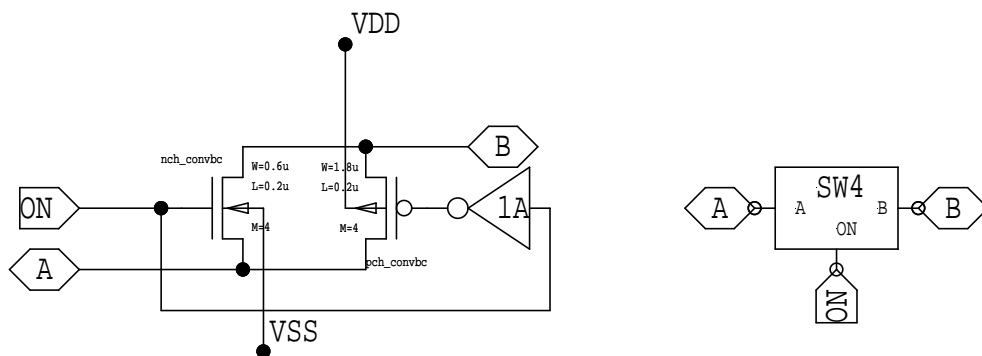 VDD
nch_convbc
W=0.6u
L=0.2u
M=4
W=1.8u
L=0.2u
M=4
pch_convbc
B
ON
1A
A
VSS
A
SW4
A
B
ON
B
ON